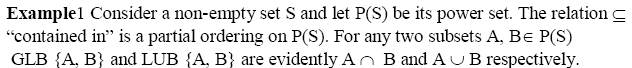 Example1 Consider a non-empty set S and let P(S) be its power set. The relation ⊆
“contained in” is a partial ordering on P(S). For any two subsets A, B∈ P(S)
GLB {A, B} and LUB {A, B} are evidently A ∩ B and A ∪ B respectively.